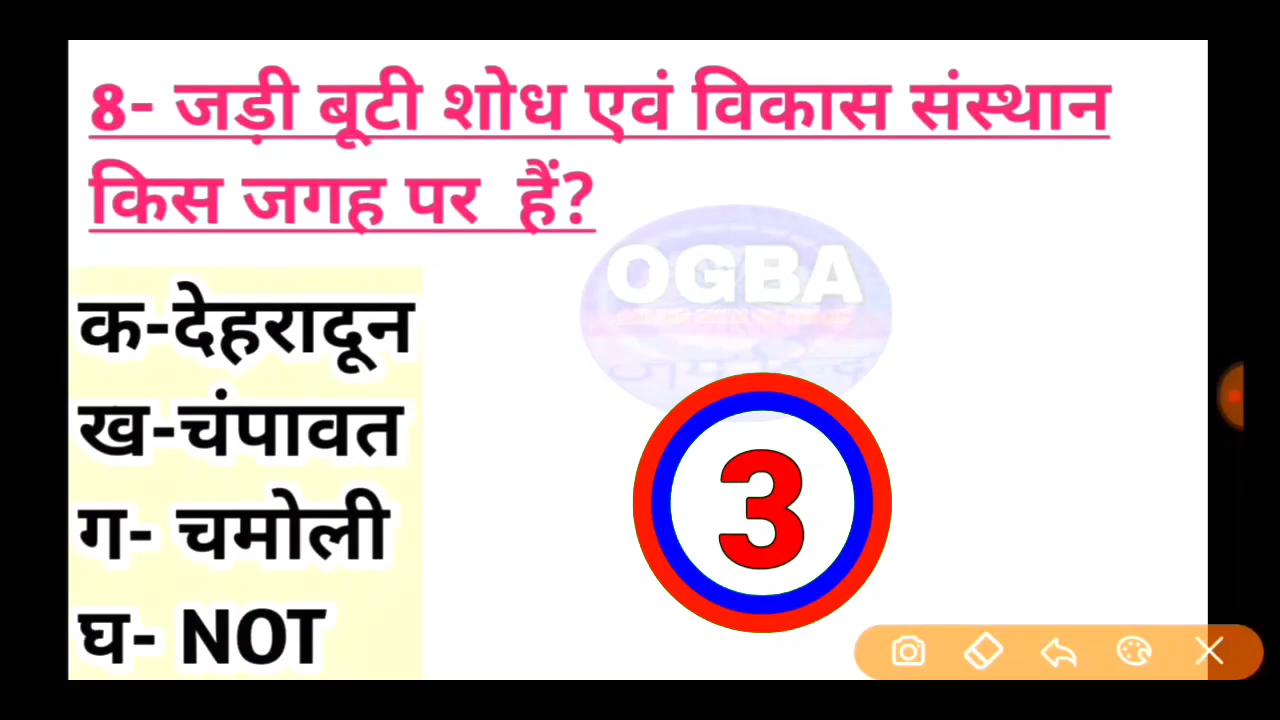 8- जड़ी बूटी शोध एवं विकास संस्थान
किस जगह पर हैं?
OGBA
क-देहरादून
ख-चंपावत
ग- चमोली
3
घ- NOT